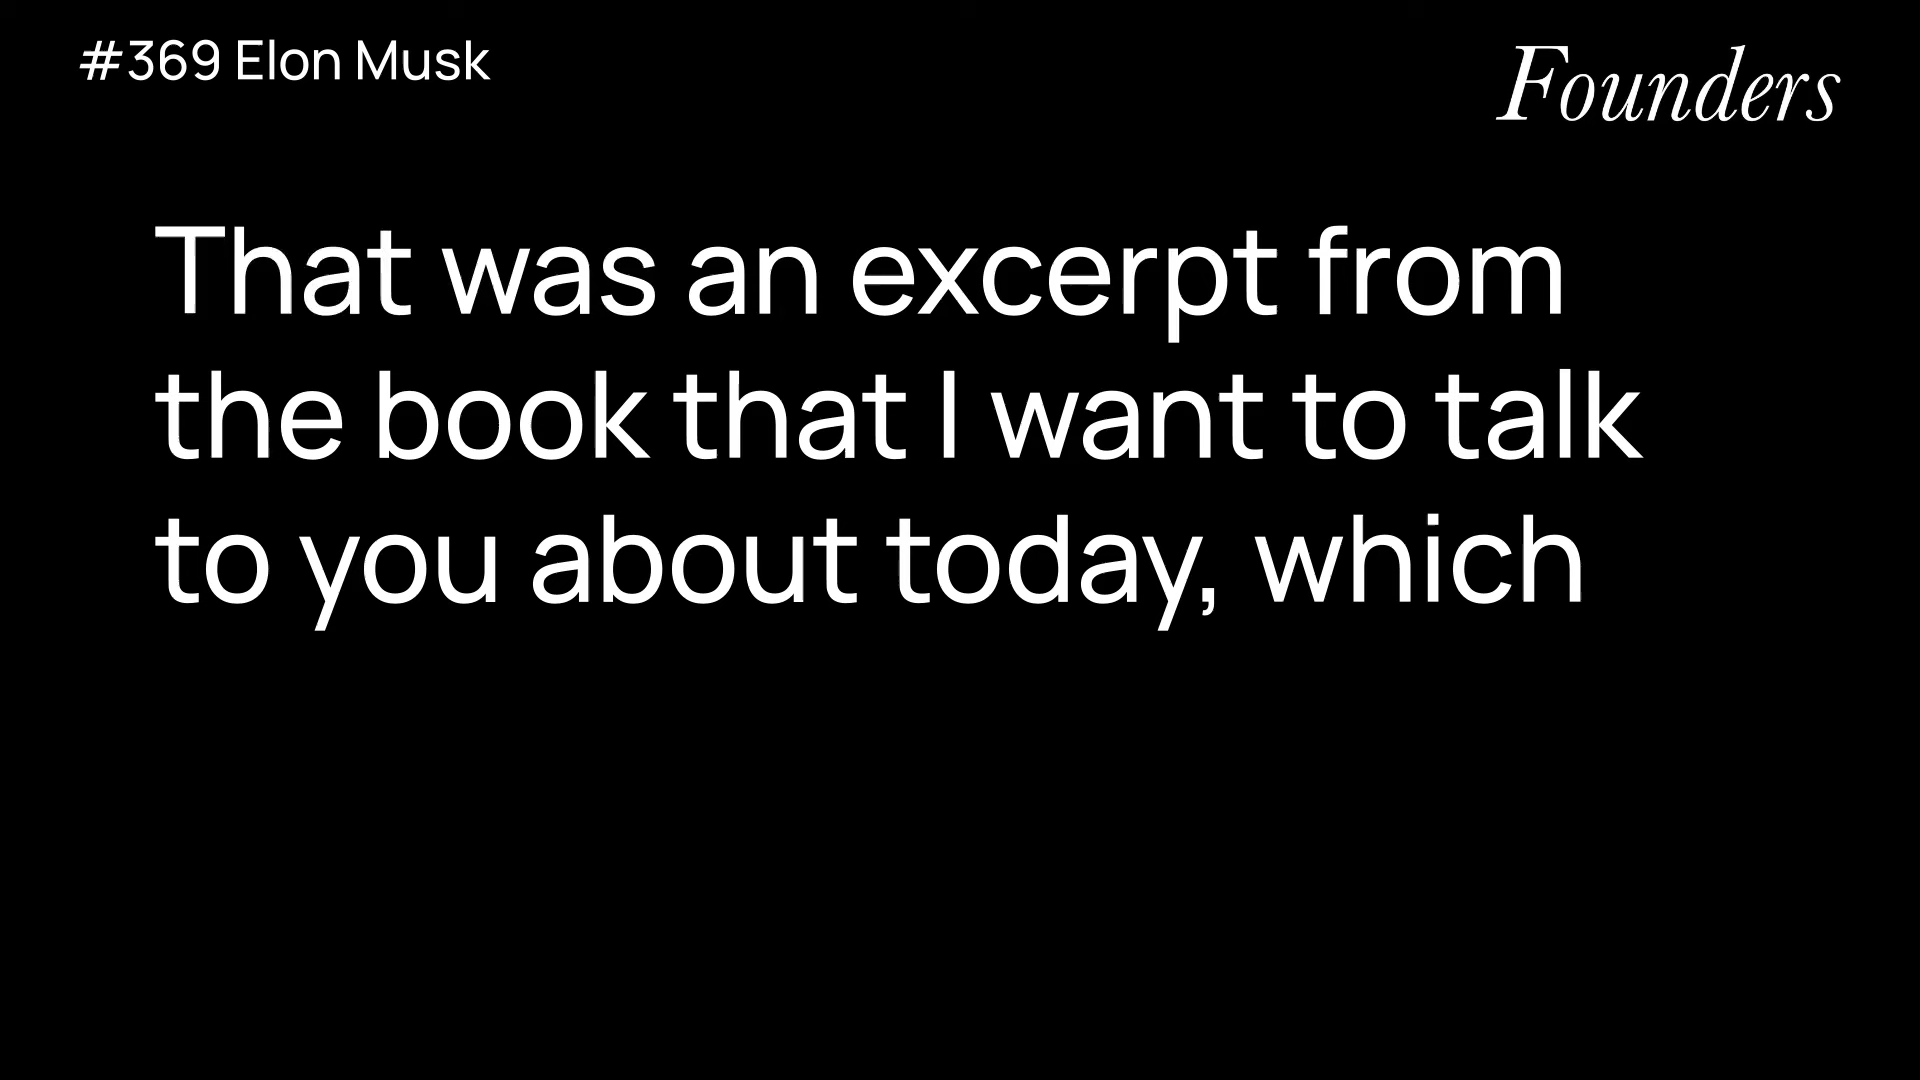 #369 Elon Musk
Founders
That was an excerpt from
the book that I want to talk
to you about today, which